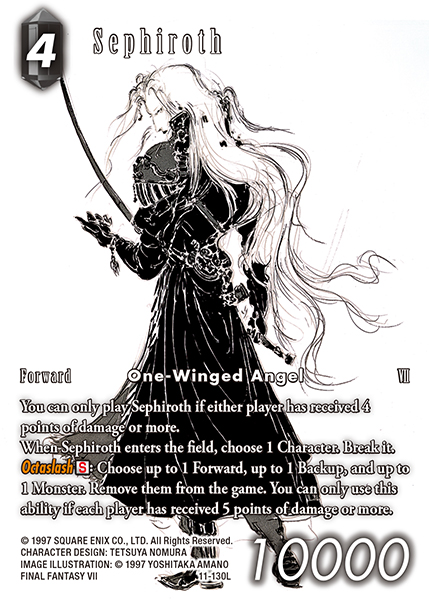 4
Sephiroth
Forward One-Winged Angel VII
You can only play Sephiroth if either player has received 4
points of damage or more.
When Sephiroth enters the field, choose 1 Character. Break it.
Octaslash S: Choose up to 1 Forward, up to 1 Backup, and up to
1 Monster. Remove them from the game. You can only use this
ability if each player has received 5 points of damage or more.
© 1997 SQUARE ENIX CO., LTD. All Rights Reserved.
CHARACTER DESIGN: TETSUYA NOMURA
IMAGE ILLUSTRATION: © 1997 YOSHITAKA AMANO
FINAL FANTASY VII 11-130L
10000